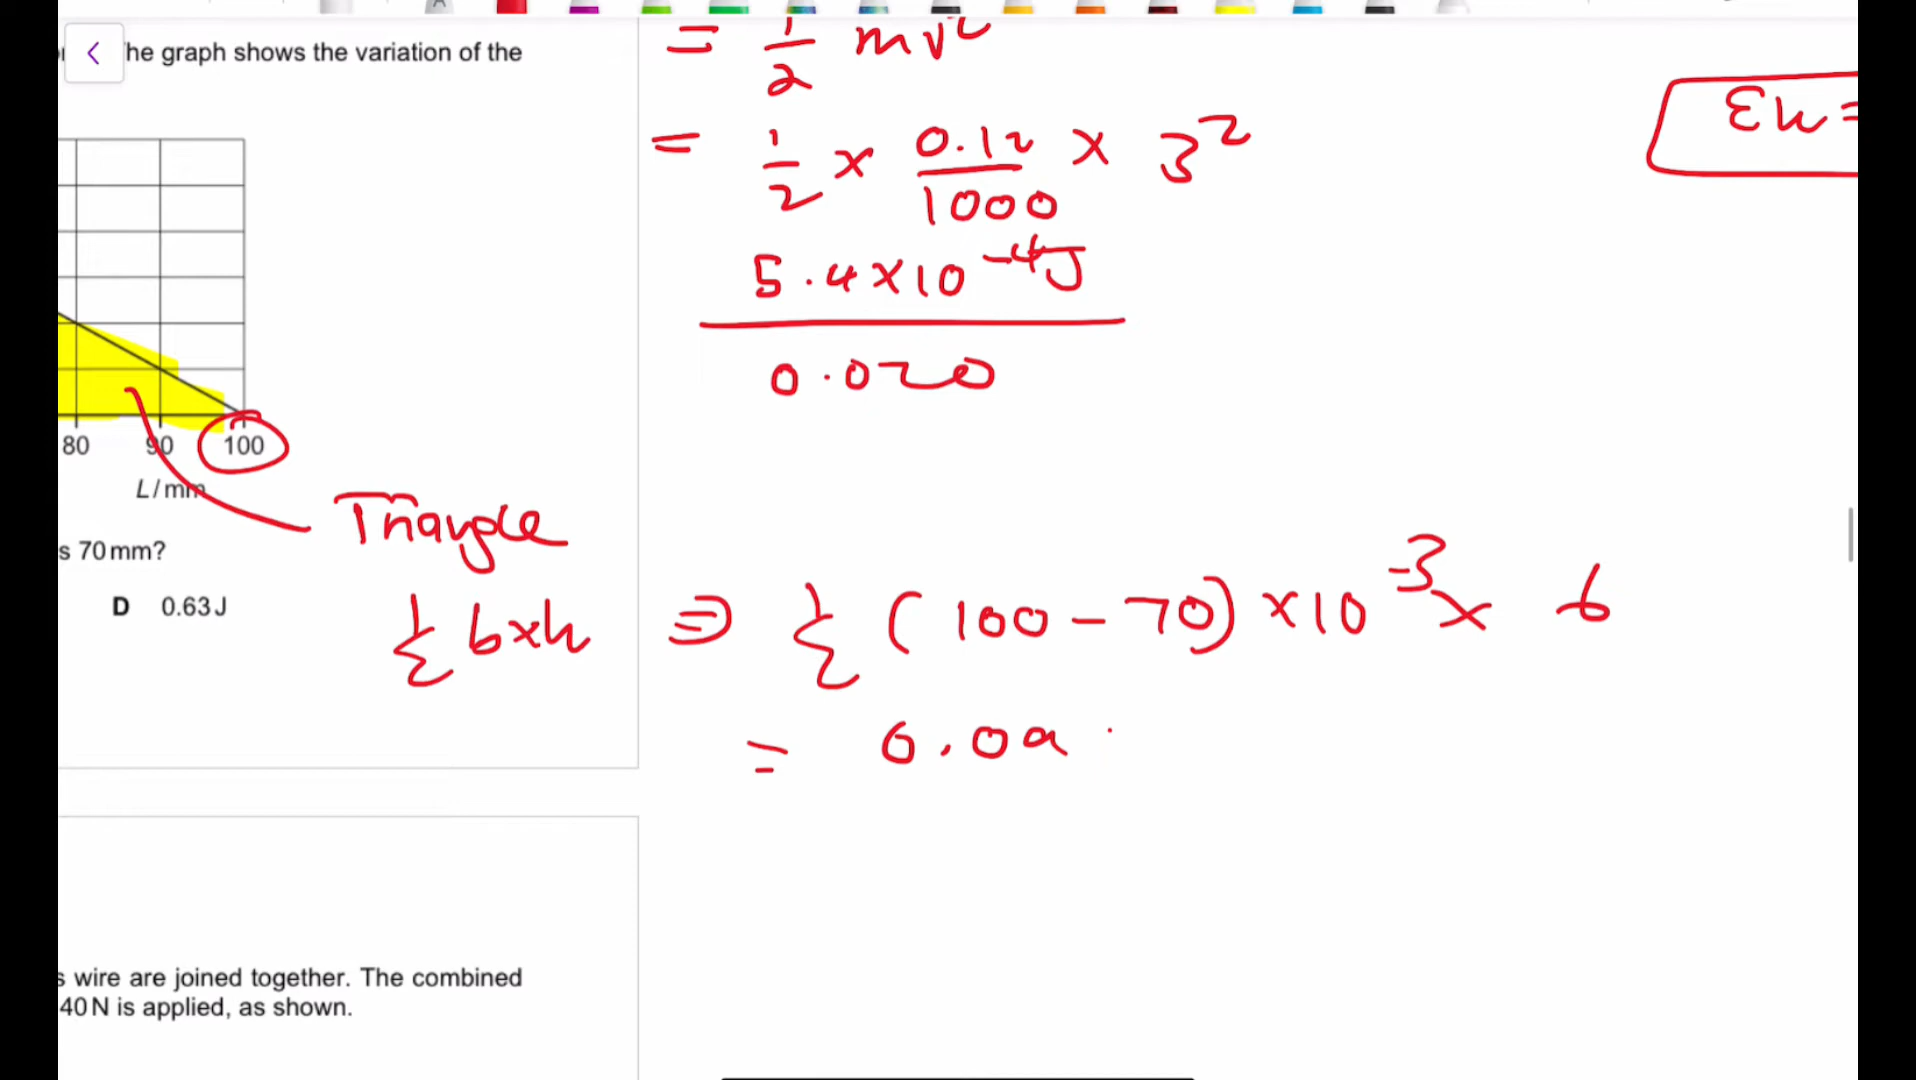 he graph shows the variation of the
80 90 100
L/mm
s 70 mm?
D 0.63 J
s wire are joined together. The combined
40 N is applied, as shown.
= 1/2 mv²
= 1/2 × 0.12/1000 × 3²
5.4×10⁻⁴J
0.020
Ek=
Triangle
1/2 b×h ⇒ 1/2 (100-70)×10⁻³× 6
= 0.09